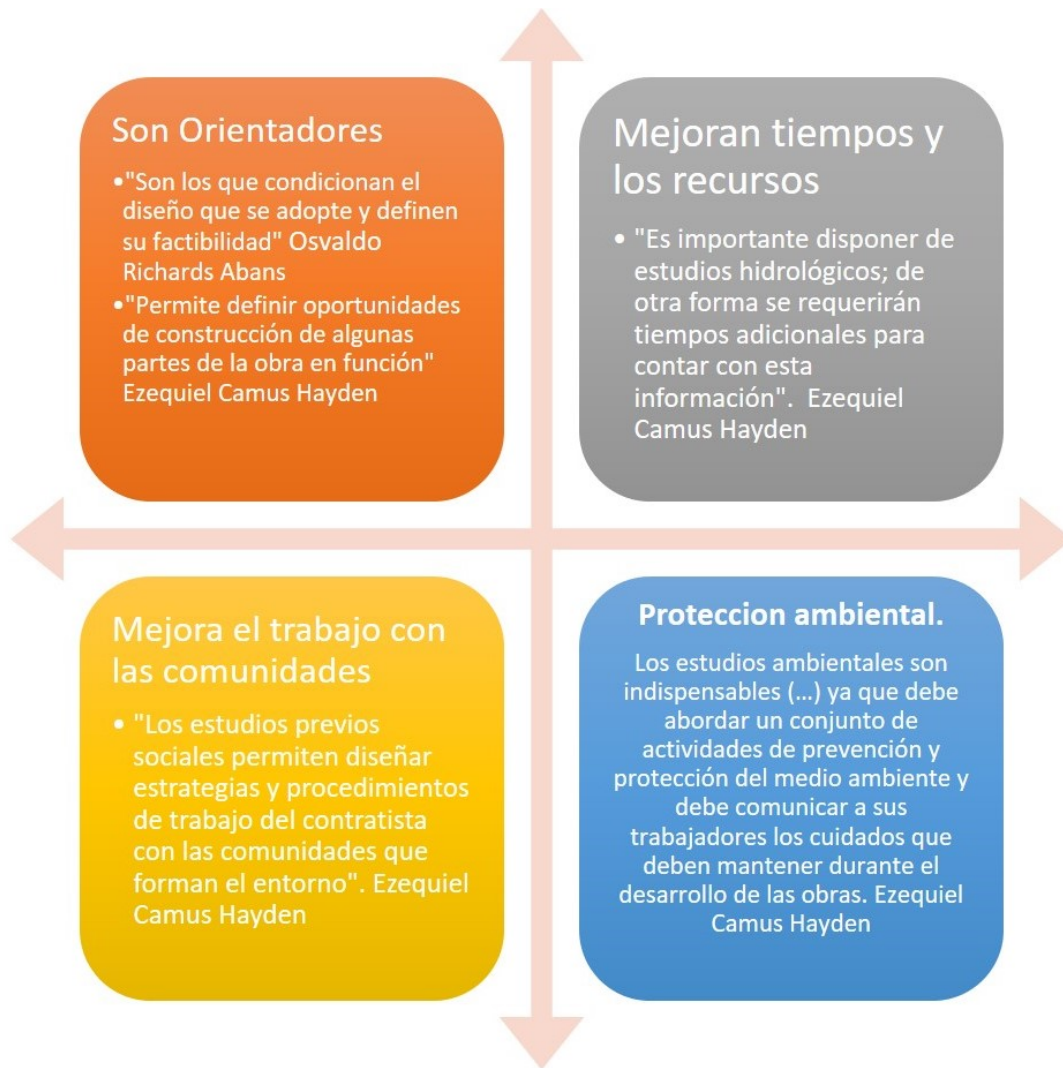 Son Orientadores
•"Son los que condicionan el
diseño que se adopte y definen
su factibilidad" Osvaldo
Richards Abans
•"Permite definir oportunidades
de construcción de algunas
partes de la obra en función"
Ezequiel Camus Hayden
Mejoran tiempos y
los recursos
• "Es importante disponer de
estudios hidrológicos; de
otra forma se requerirán
tiempos adicionales para
contar con esta
información".  Ezequiel
Camus Hayden
Mejora el trabajo con
las comunidades
• "Los estudios previos
sociales permiten diseñar
estrategias y procedimientos
de trabajo del contratista
con las comunidades que
forman el entorno". Ezequiel
Camus Hayden
Proteccion ambiental.
Los estudios ambientales son
indispensables (...) ya que debe
abordar un conjunto de
actividades de prevención y
protección del medio ambiente y
debe comunicar a sus
trabajadores los cuidados que
deben mantener durante el
desarrollo de las obras. Ezequiel
Camus Hayden